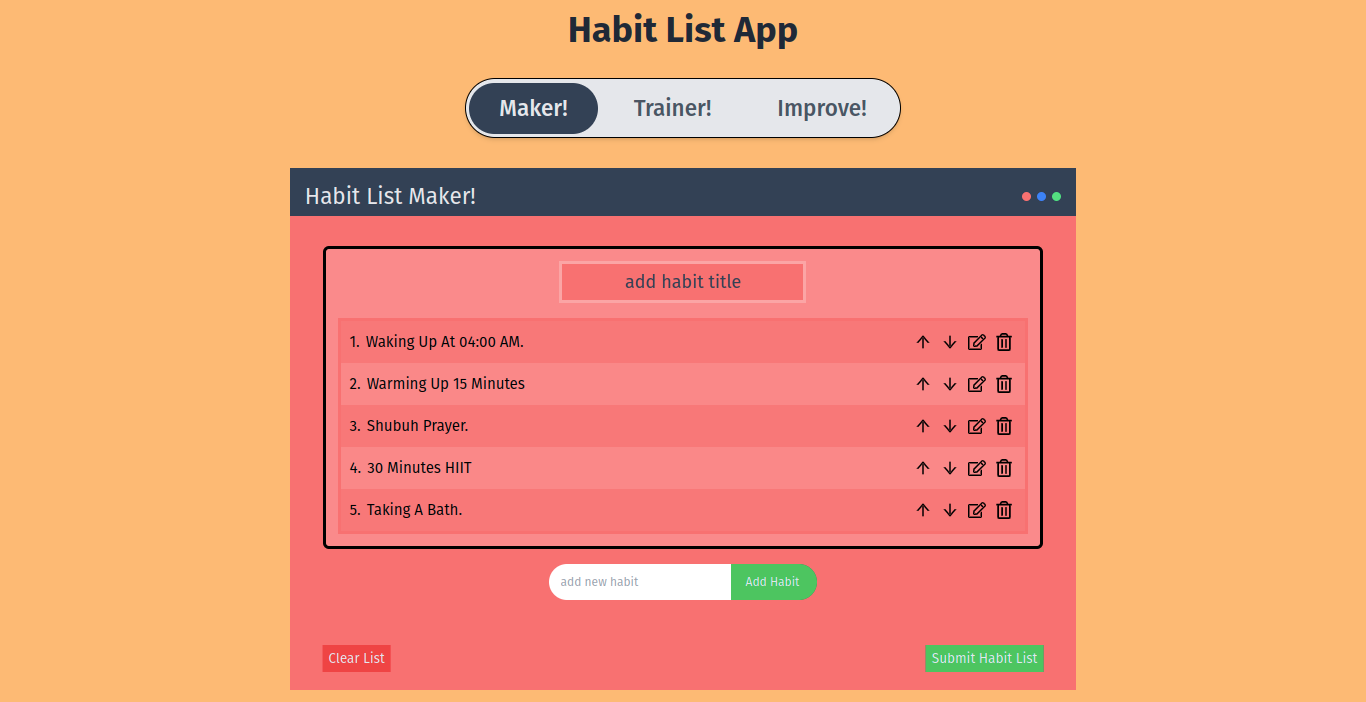 Habit List App
Maker! Trainer! Improve!
Habit List Maker!
add habit title
1. Waking Up At 04:00 AM.
2. Warming Up 15 Minutes
3. Shubuh Prayer.
4. 30 Minutes HIIT
5. Taking A Bath.
add new habit Add Habit
Clear List Submit Habit List